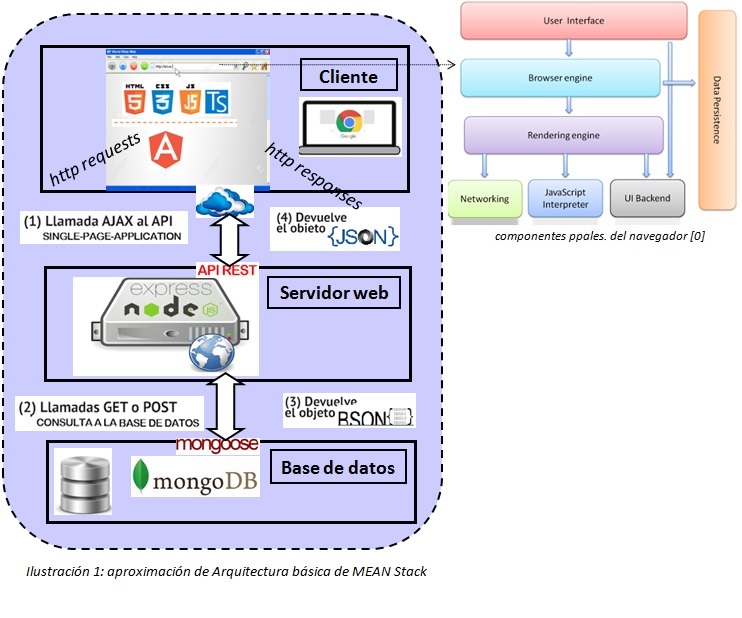 Cliente
http://
HTML
CSS
JS
5
3
JS
TS
A
Google
http requests
http responses
(1) Llamada AJAX al API
SINGLE-PAGE-APPLICATION
(4) Devuelve
el objeto {JSON}
API REST
Servidor web
express
node
JS
(2) Llamadas GET o POST
CONSULTA A LA BASE DE DATOS
(3) Devuelve
el objeto BSON{}
mongoose
mongoDB
Base de datos
Ilustración 1: aproximación de Arquitectura básica de MEAN Stack
User Interface
Browser engine
Rendering engine
Networking
JavaScript
Interpreter
UI Backend
Data Persistence
componentes ppales. del navegador [0]